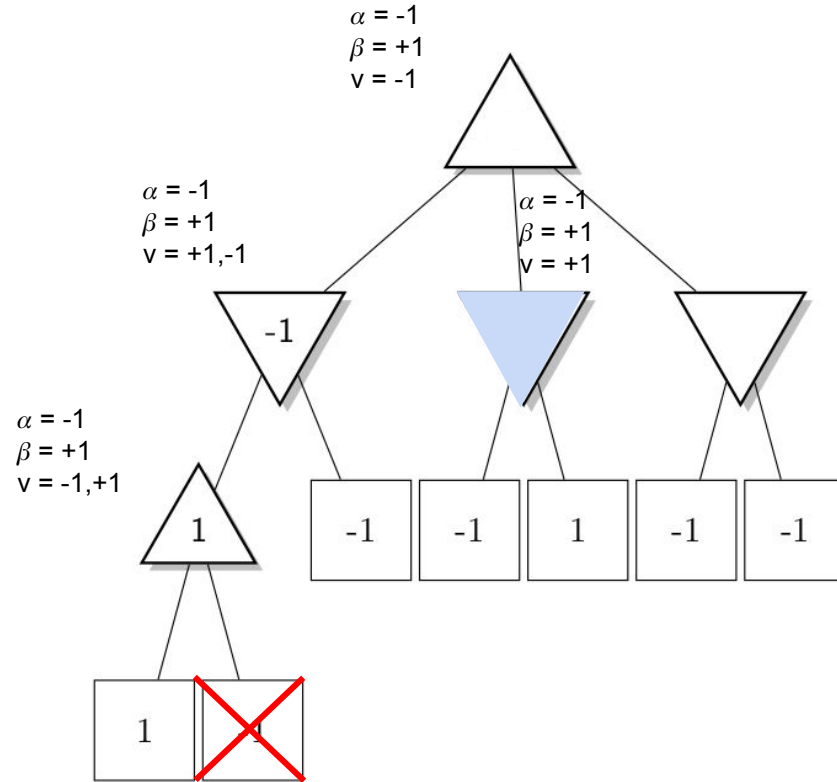 α = -1
β = +1
v = -1
α = -1
β = +1
v = +1,-1
α = -1
β = +1
v = +1
-1
α = -1
β = +1
v = -1,+1
1
-1
-1
1
-1
-1
1
-1